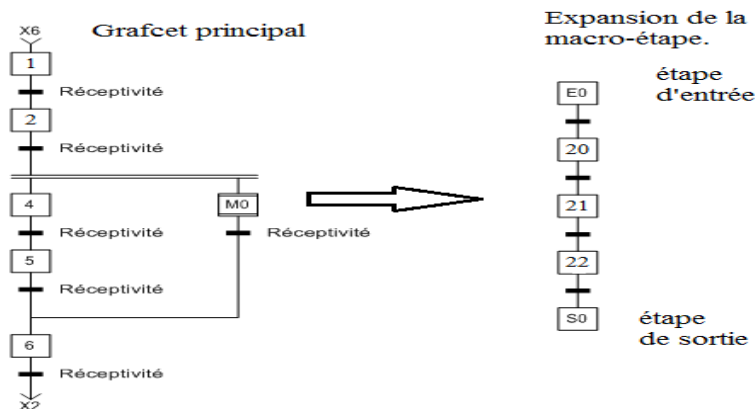 X6
Grafcet principal
1
Réceptivité
2
Réceptivité
4
M0
Réceptivité
Réceptivité
5
Réceptivité
6
Réceptivité
X2
Expansion de la
macro-étape.
étape
d'entrée
E0
20
21
22
S0
étape
de sortie